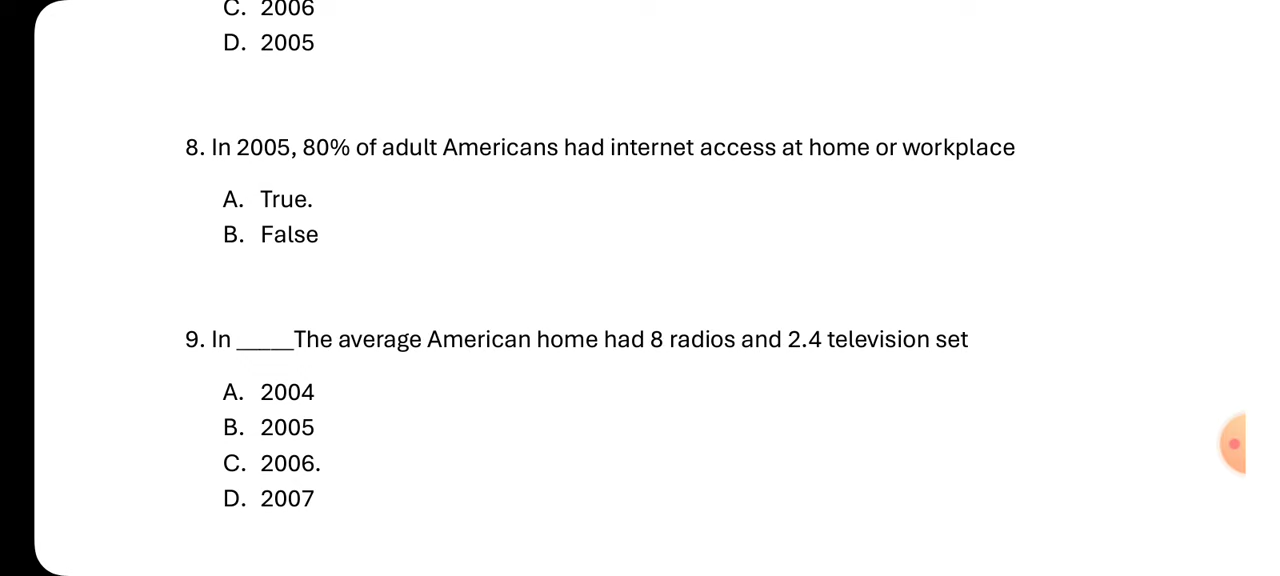 C. 2006
D. 2005
8. In 2005, 80% of adult Americans had internet access at home or workplace
A. True.
B. False
9. In _____The average American home had 8 radios and 2.4 television set
A. 2004
B. 2005
C. 2006.
D. 2007